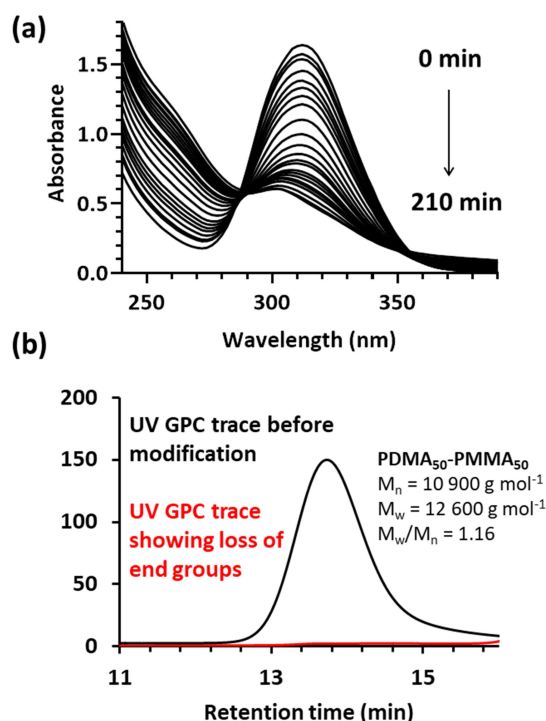 (a)
1.5
1.0
0.5
0.0
Absorbance
0 min
210 min
250
300
350
Wavelength (nm)
(b)
200
150
100
50
0
UV GPC trace before
modification
UV GPC trace
showing loss of
end groups
PDMA₅₀-PMMA₅₀
Mₙ = 10 900 g mol⁻¹
M_w = 12 600 g mol⁻¹
M_w/Mₙ = 1.16
11
13
15
Retention time (min)